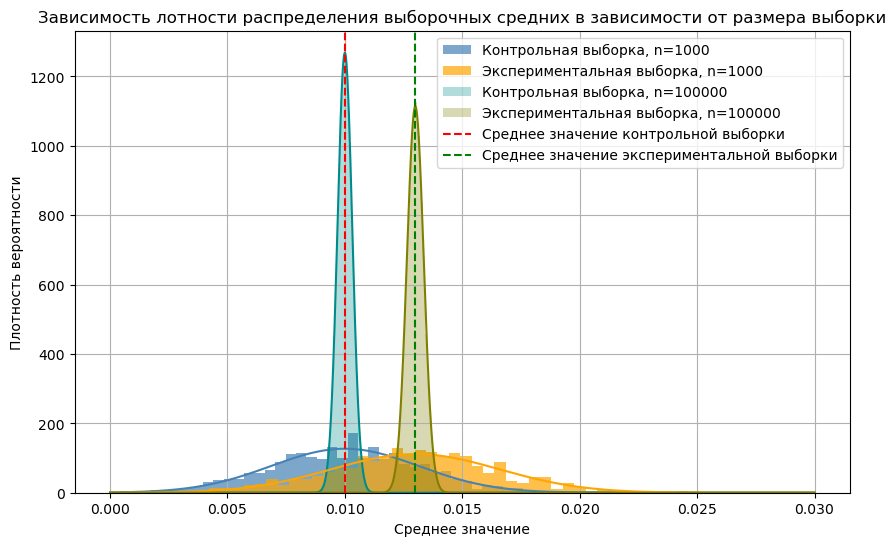 Зависимость лотности распределения выборочных средних в зависимости от размера выборки
Контрольная выборка, n=1000
Экспериментальная выборка, n=1000
Контрольная выборка, n=100000
Экспериментальная выборка, n=100000
Среднее значение контрольной выборки
Среднее значение экспериментальной выборки
Плотность вероятности
1200
1000
800
600
400
200
0
0.000 0.005 0.010 0.015 0.020 0.025 0.030
Среднее значение